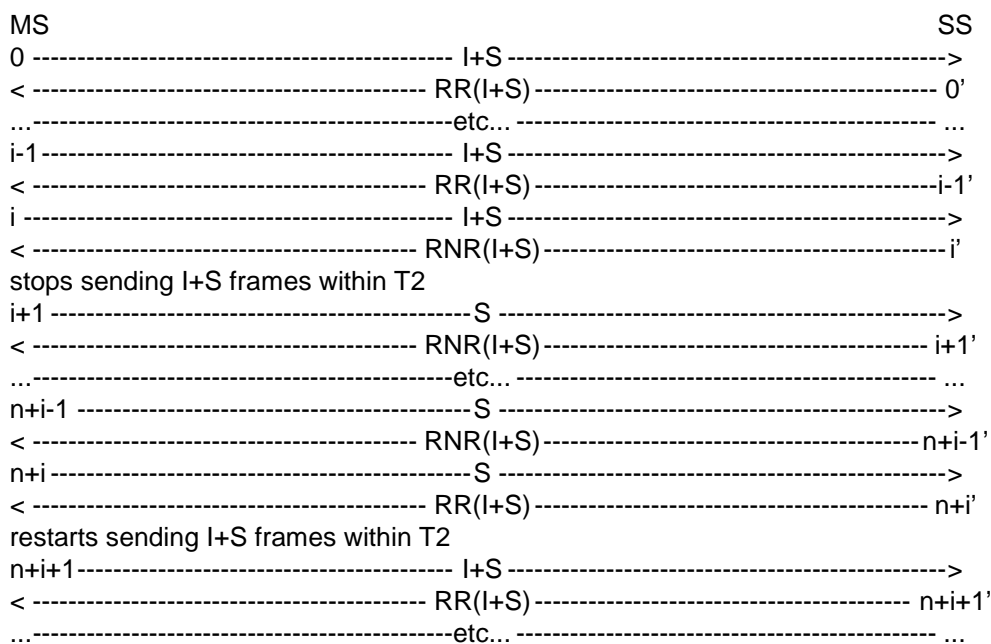 MS SS
0 ----------------------------------------------- I+S ------------------------------------------------->
< -------------------------------------------- RR(I+S) --------------------------------------------- 0’
...-----------------------------------------------etc... ----------------------------------------------- ...
i-1 ---------------------------------------------- I+S ------------------------------------------------->
< -------------------------------------------- RR(I+S) ---------------------------------------------i-1’
i ------------------------------------------------ I+S ------------------------------------------------->
< ------------------------------------------- RNR(I+S)--------------------------------------------- i’
stops sending I+S frames within T2
i+1 -----------------------------------------------S -------------------------------------------------->
< ------------------------------------------- RNR(I+S)------------------------------------------- i+1’
...-----------------------------------------------etc... ----------------------------------------------- ...
n+i-1 --------------------------------------------S -------------------------------------------------->
< ------------------------------------------- RNR(I+S)------------------------------------------ n+i-1’
n+i -----------------------------------------------S -------------------------------------------------->
< -------------------------------------------- RR(I+S) -------------------------------------------- n+i’
restarts sending I+S frames within T2
n+i+1------------------------------------------ I+S ------------------------------------------------->
< -------------------------------------------- RR(I+S) ------------------------------------------ n+i+1’
...-----------------------------------------------etc... ----------------------------------------------- ...